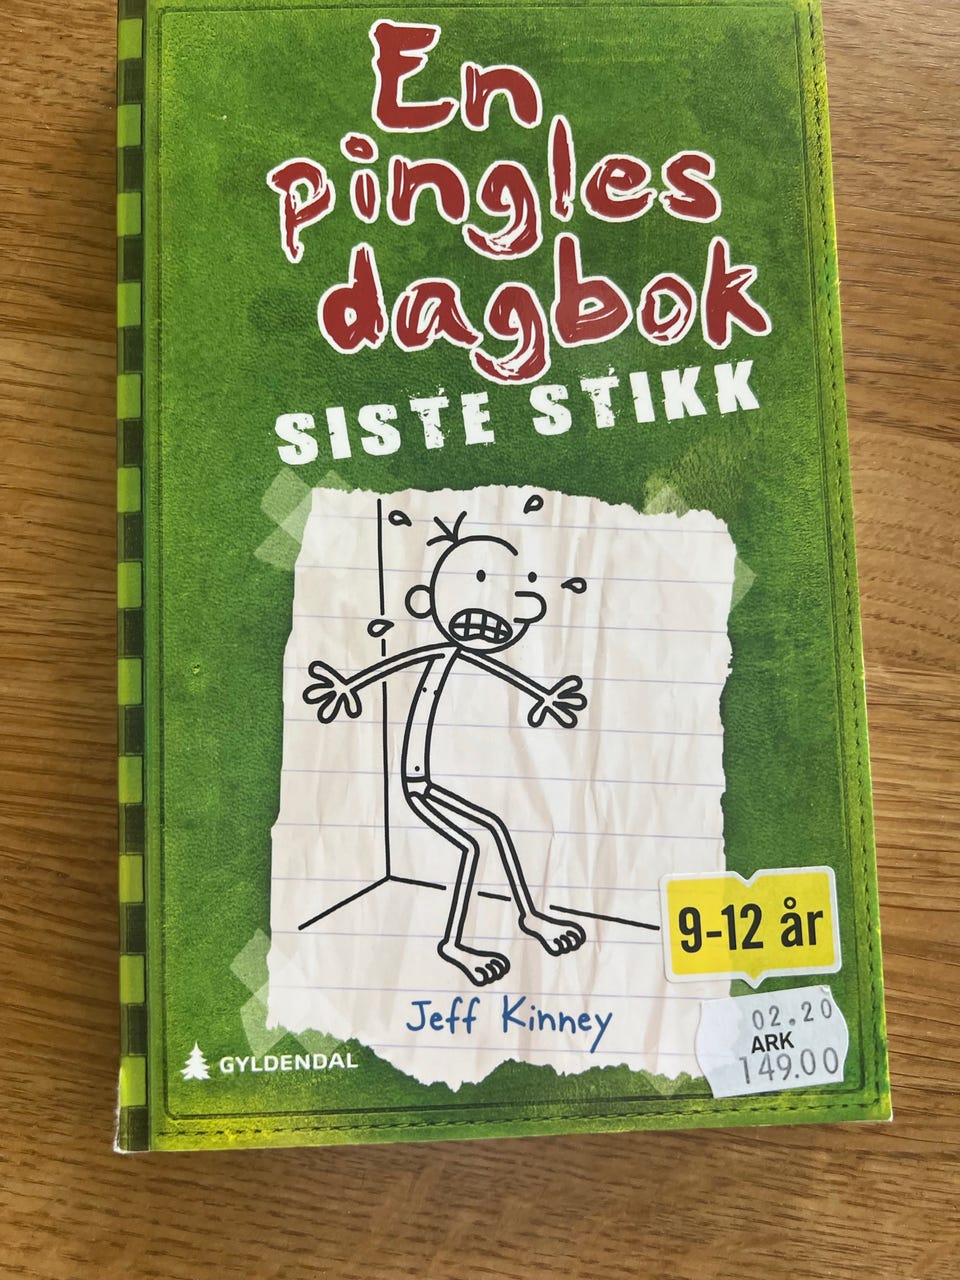 En
pingles
dagbok
SISTE STIKK
9-12 år
Jeff Kinney
GYLDENDAL
02.20
ARK
149.00